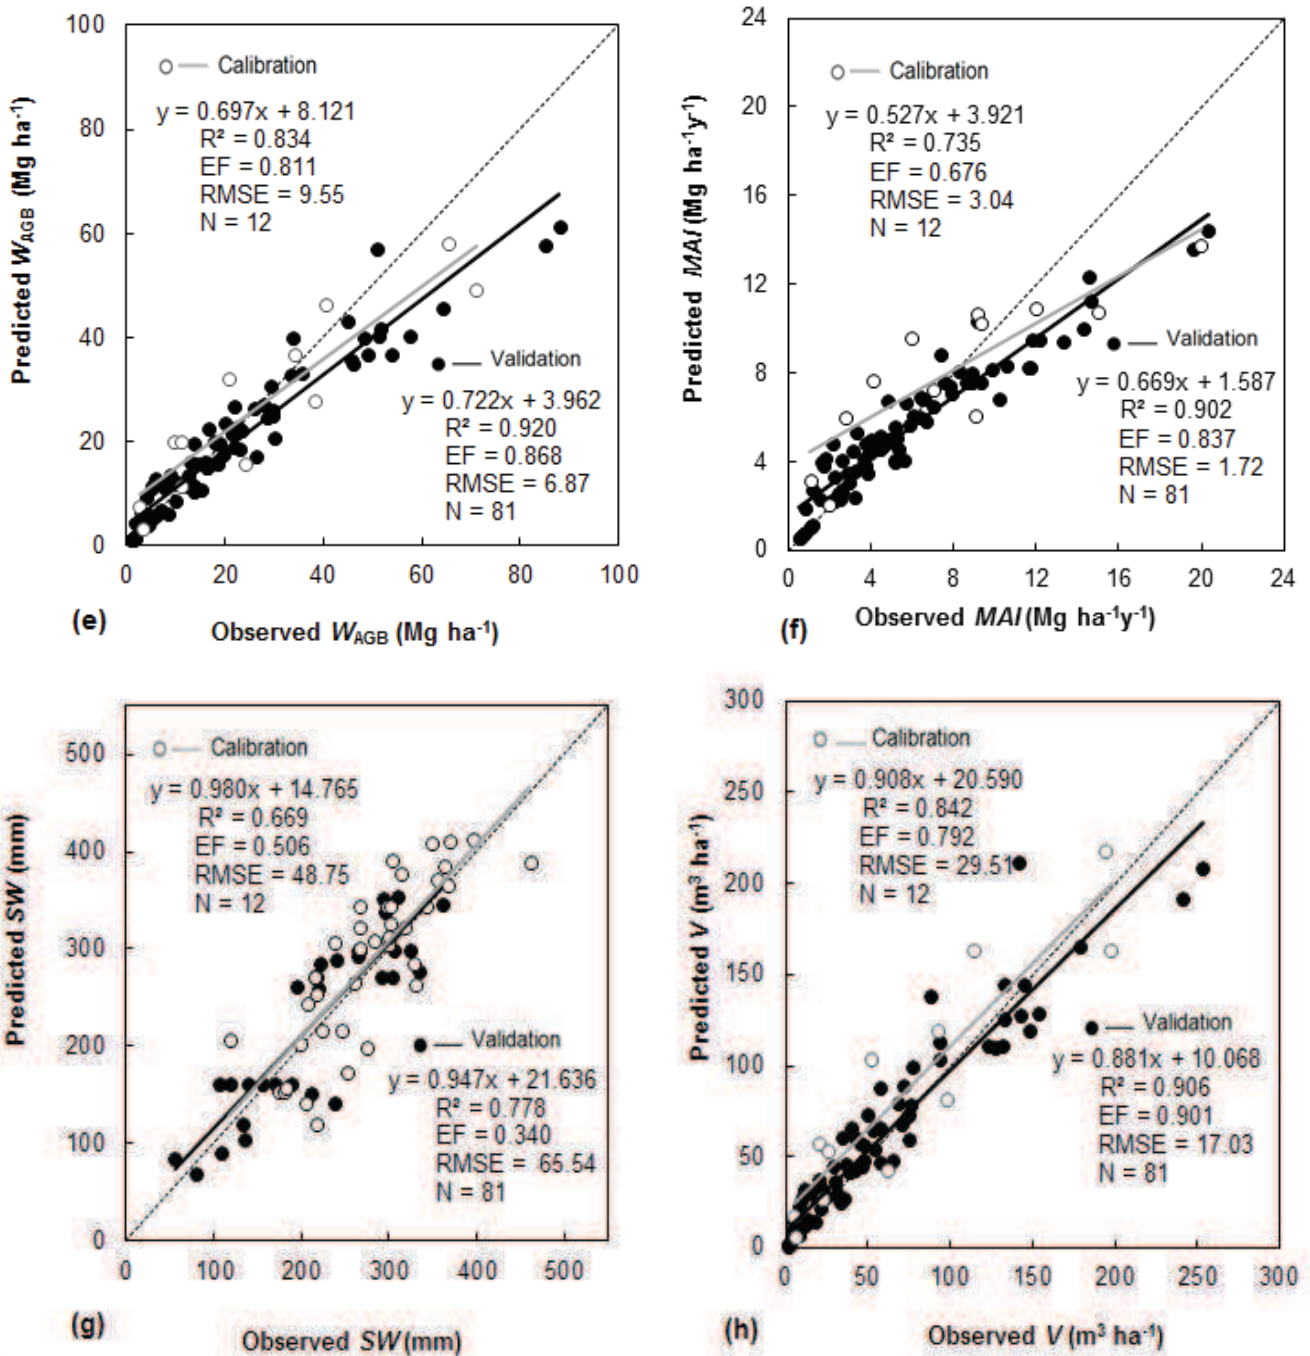 100
80
60
40
20
0
Predicted W_AGB (Mg ha⁻¹)
Calibration
y = 0.697x + 8.121
R² = 0.834
EF = 0.811
RMSE = 9.55
N = 12
Validation
y = 0.722x + 3.962
R² = 0.920
EF = 0.868
RMSE = 6.87
N = 81
0 20 40 60 80 100
(e)
Observed W_AGB (Mg ha⁻¹)
24
20
16
12
8
4
0
Predicted MAI (Mg ha⁻¹y⁻¹)
Calibration
y = 0.527x + 3.921
R² = 0.735
EF = 0.676
RMSE = 3.04
N = 12
Validation
y = 0.669x + 1.587
R² = 0.902
EF = 0.837
RMSE = 1.72
N = 81
0 4 8 12 16 20 24
(f)
Observed MAI (Mg ha⁻¹y⁻¹)
500
400
300
200
100
0
Predicted SW (mm)
Calibration
y = 0.980x + 14.765
R² = 0.669
EF = 0.506
RMSE = 48.75
N = 12
Validation
y = 0.947x + 21.636
R² = 0.778
EF = 0.340
RMSE = 65.54
N = 81
0 100 200 300 400 500
(g)
Observed SW (mm)
300
250
200
150
100
50
0
Predicted V (m³ ha⁻¹)
Calibration
y = 0.908x + 20.590
R² = 0.842
EF = 0.792
RMSE = 29.51
N = 12
Validation
y = 0.881x + 10.068
R² = 0.906
EF = 0.901
RMSE = 17.03
N = 81
0 50 100 150 200 250 300
(h)
Observed V (m³ ha⁻¹)